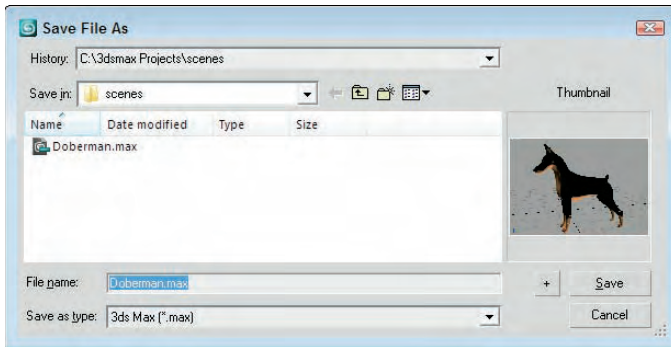 Save File As
History: C:\3dsmax Projects\scenes
Save in: scenes
Thumbnail
Name Date modified Type Size
Doberman.max
File name: Doberman.max
+ Save
Save as type: 3ds Max (*.max)
Cancel